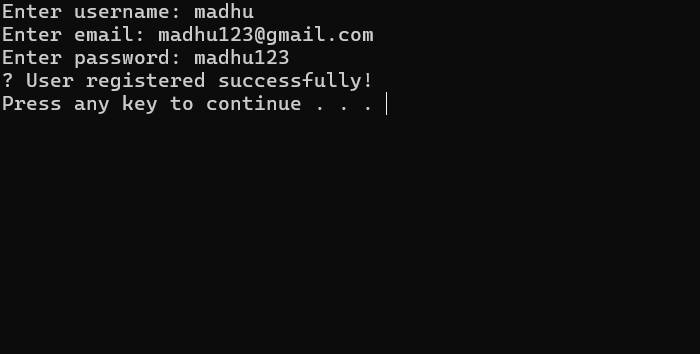 Enter username: madhu
Enter email: madhu123@gmail.com
Enter password: madhu123
? User registered successfully!
Press any key to continue . . .